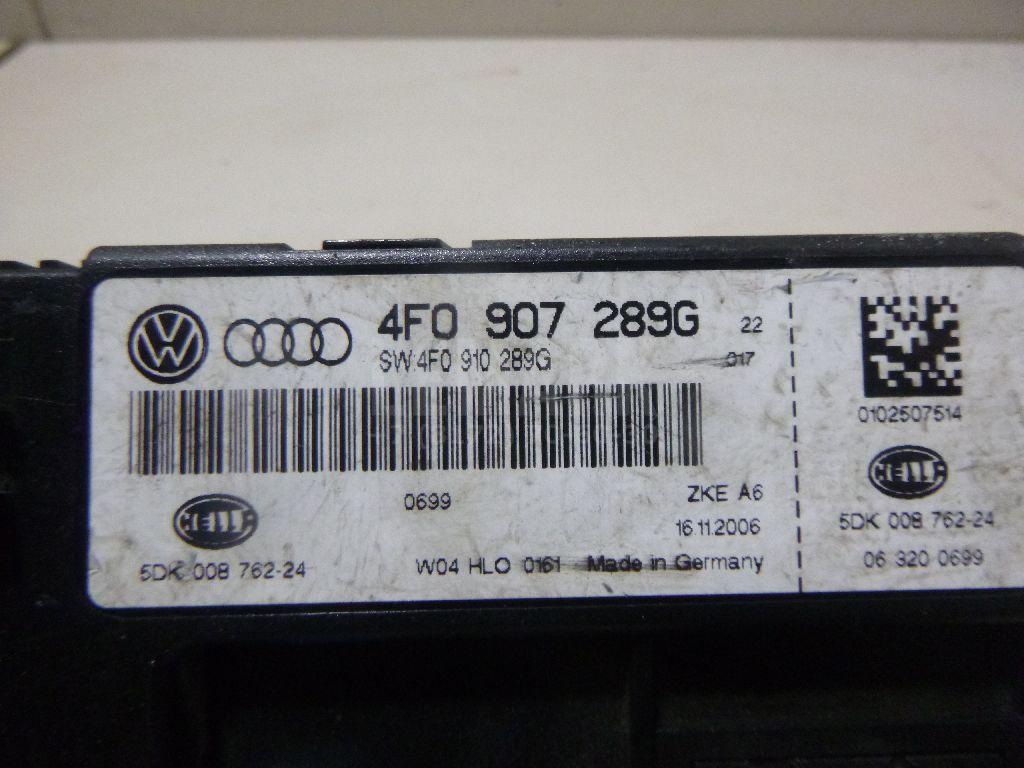 4F0 907 289G 22
SW:4F0 910 289G 017
0699 ZKE A6
16.11.2006
HELLA
5DK 008 762-24
W04 HLO 0161 Made in Germany
0102507514
HELLA
5DK 008 762-24
06 320 0699